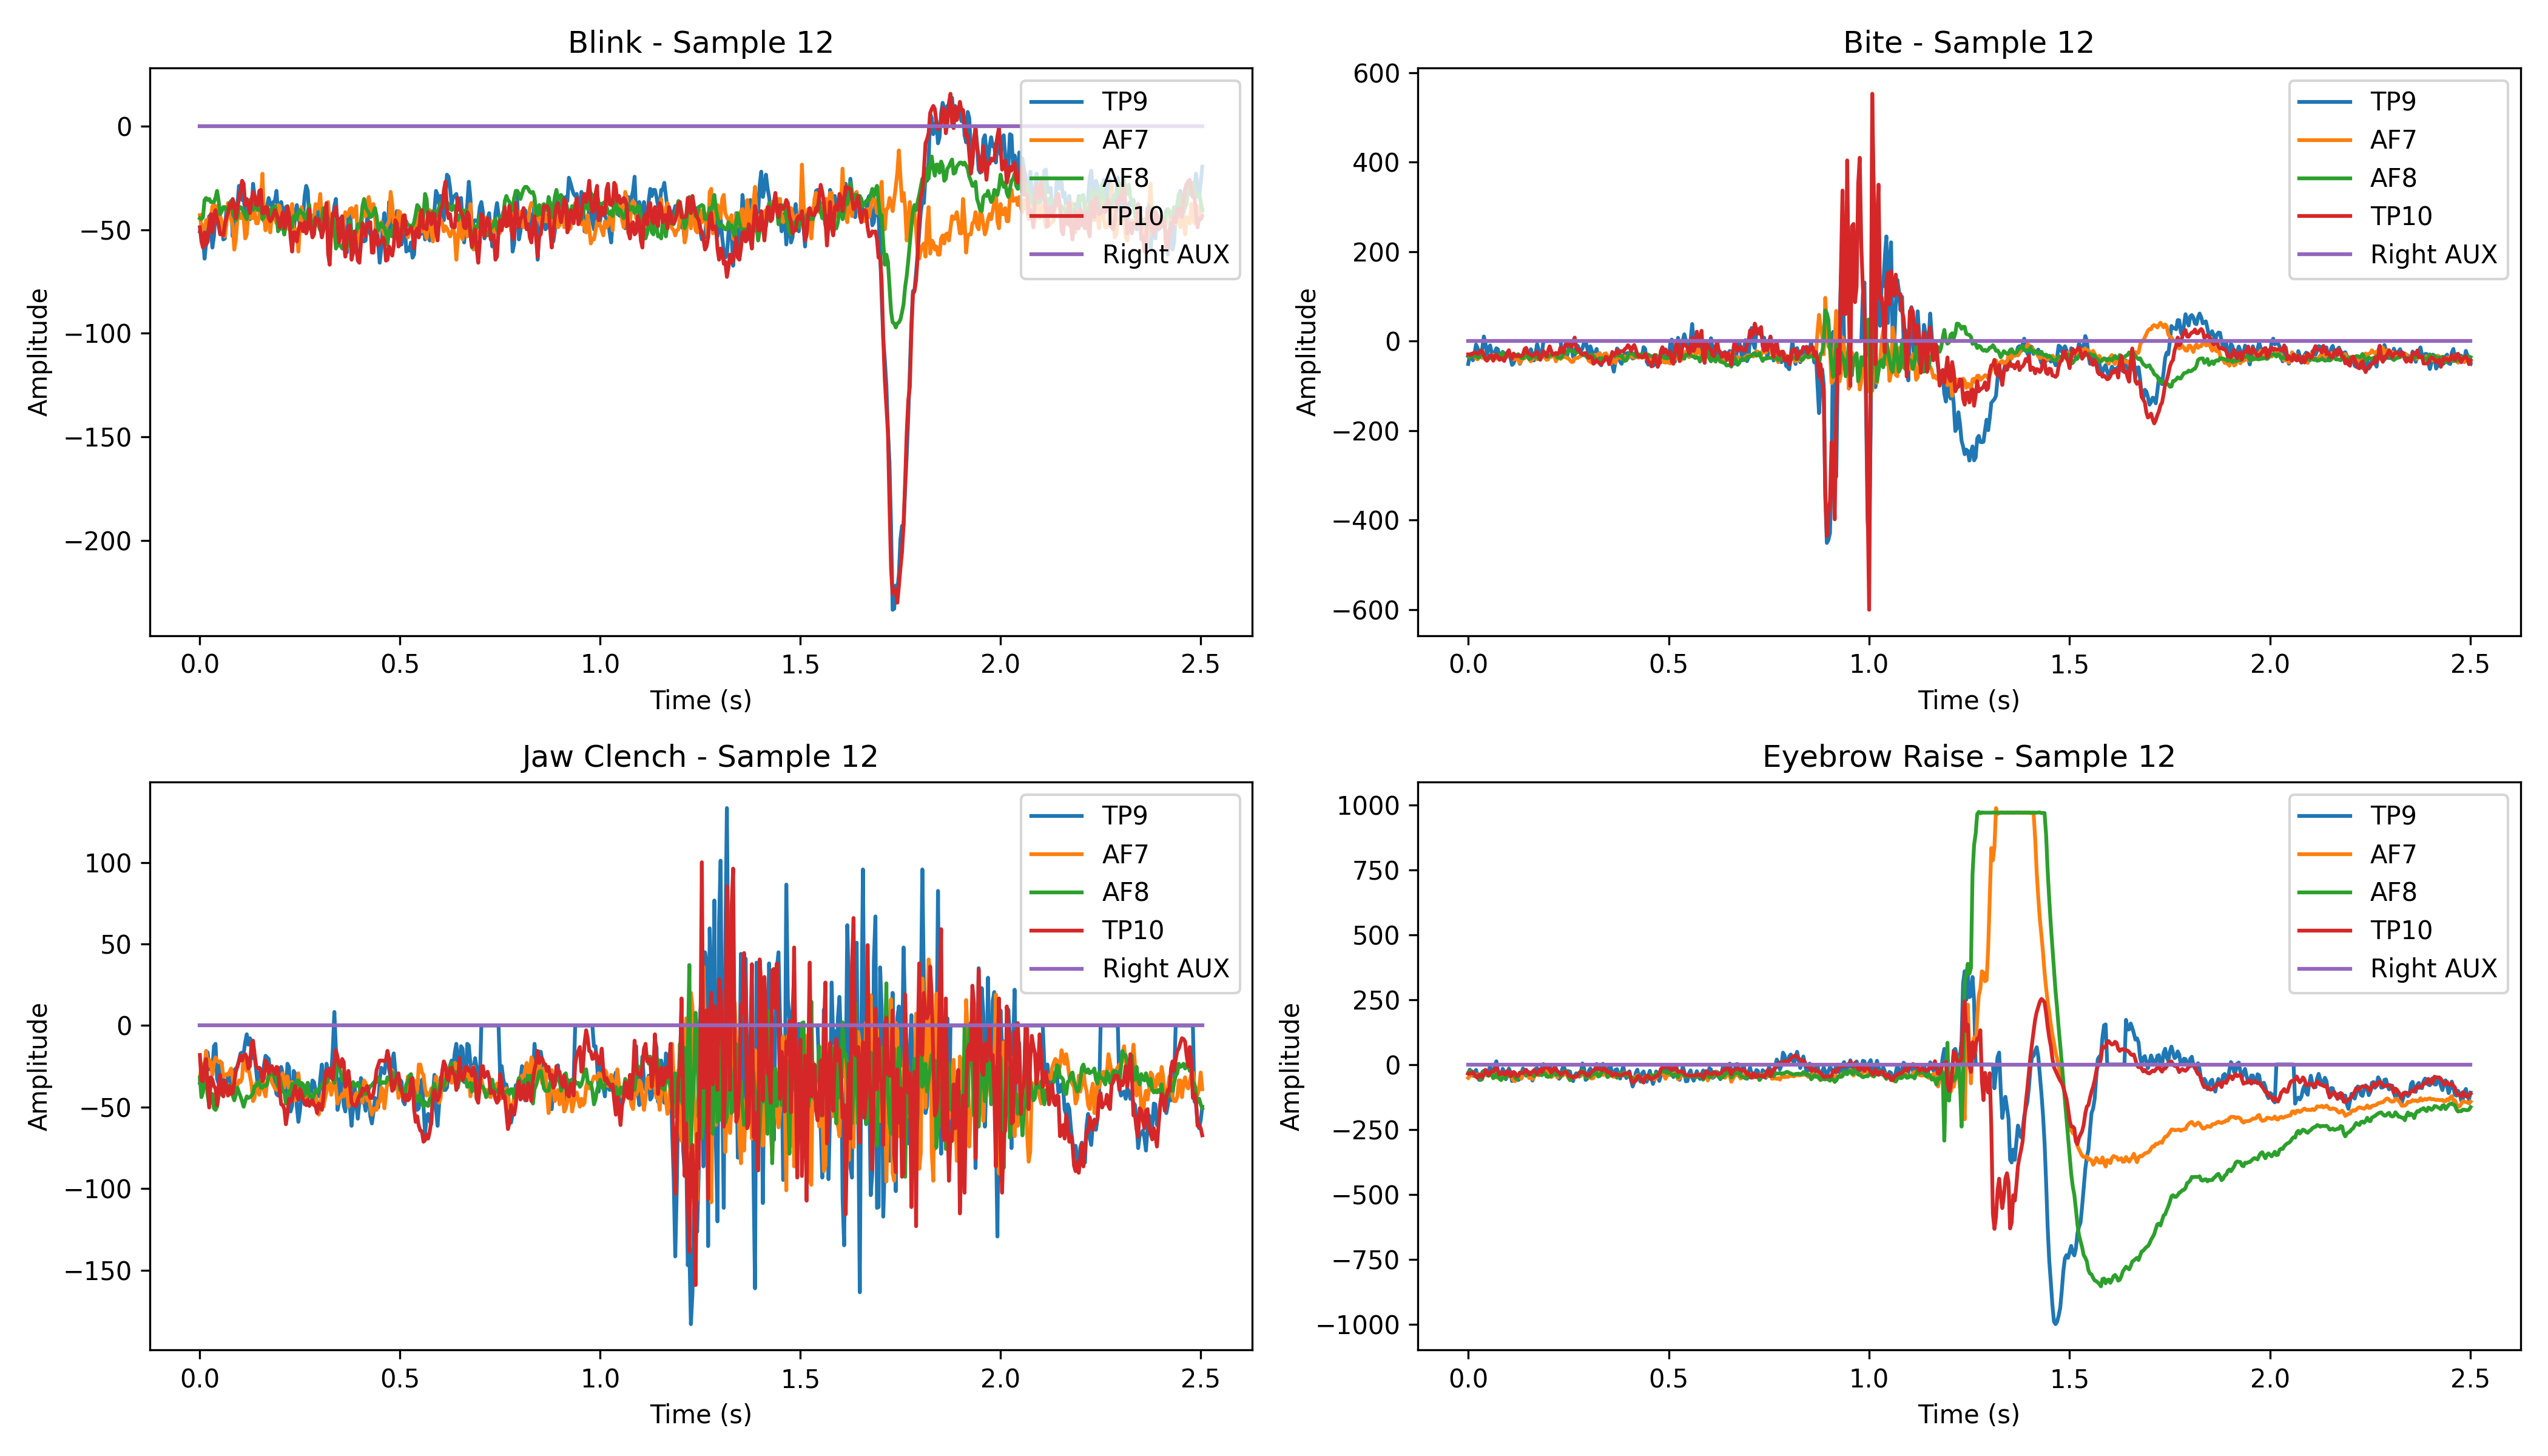 Blink - Sample 12
Amplitude
0
−50
−100
−150
−200
TP9
AF7
AF8
TP10
Right AUX
0.0 0.5 1.0 1.5 2.0 2.5
Time (s)
Bite - Sample 12
Amplitude
600
400
200
0
−200
−400
−600
TP9
AF7
AF8
TP10
Right AUX
0.0 0.5 1.0 1.5 2.0 2.5
Time (s)
Jaw Clench - Sample 12
Amplitude
100
50
0
−50
−100
−150
TP9
AF7
AF8
TP10
Right AUX
0.0 0.5 1.0 1.5 2.0 2.5
Time (s)
Eyebrow Raise - Sample 12
Amplitude
1000
750
500
250
0
−250
−500
−750
−1000
TP9
AF7
AF8
TP10
Right AUX
0.0 0.5 1.0 1.5 2.0 2.5
Time (s)